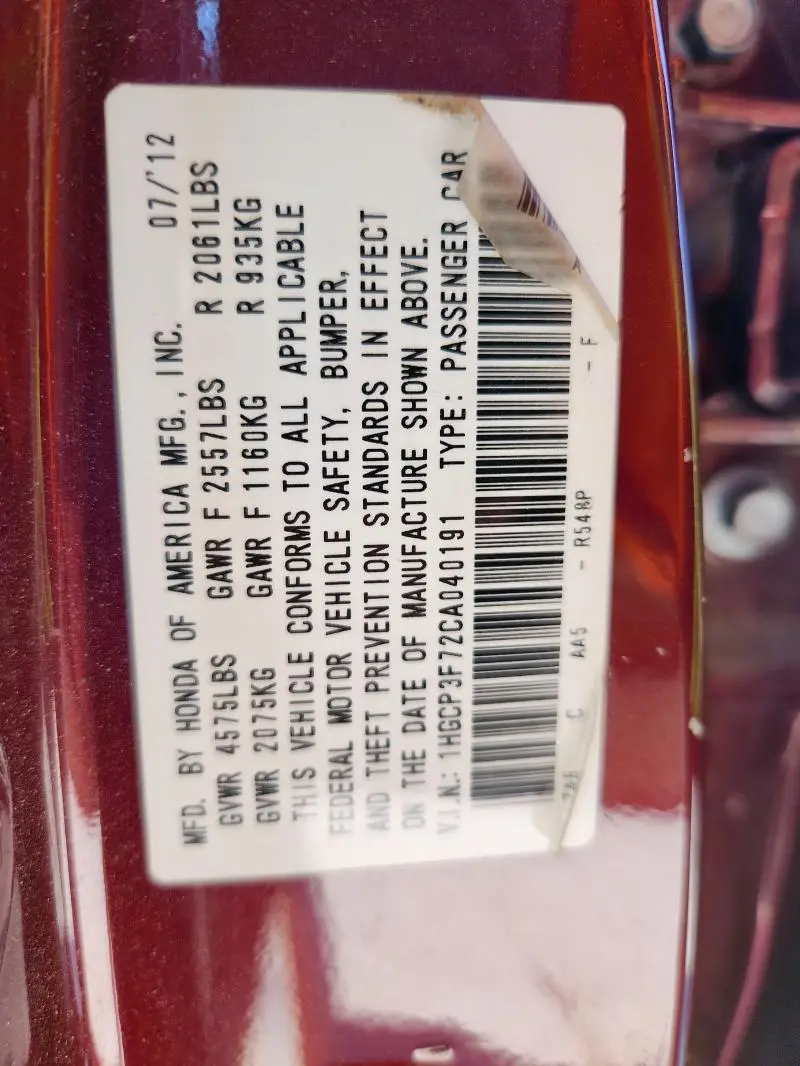 MFD. BY HONDA OF AMERICA MFG., INC. 07/'12
GVWR 4575LBS GAWR F 2557LBS R 2061LBS
GVWR 2075KG GAWR F 1160KG R 935KG
THIS VEHICLE CONFORMS TO ALL APPLICABLE
FEDERAL MOTOR VEHICLE SAFETY, BUMPER,
AND THEFT PREVENTION STANDARDS IN EFFECT
ON THE DATE OF MANUFACTURE SHOWN ABOVE.
V.I.N.: 1HGCP3F72CA040191 TYPE: PASSENGER CAR
C AA5 - R548P - F